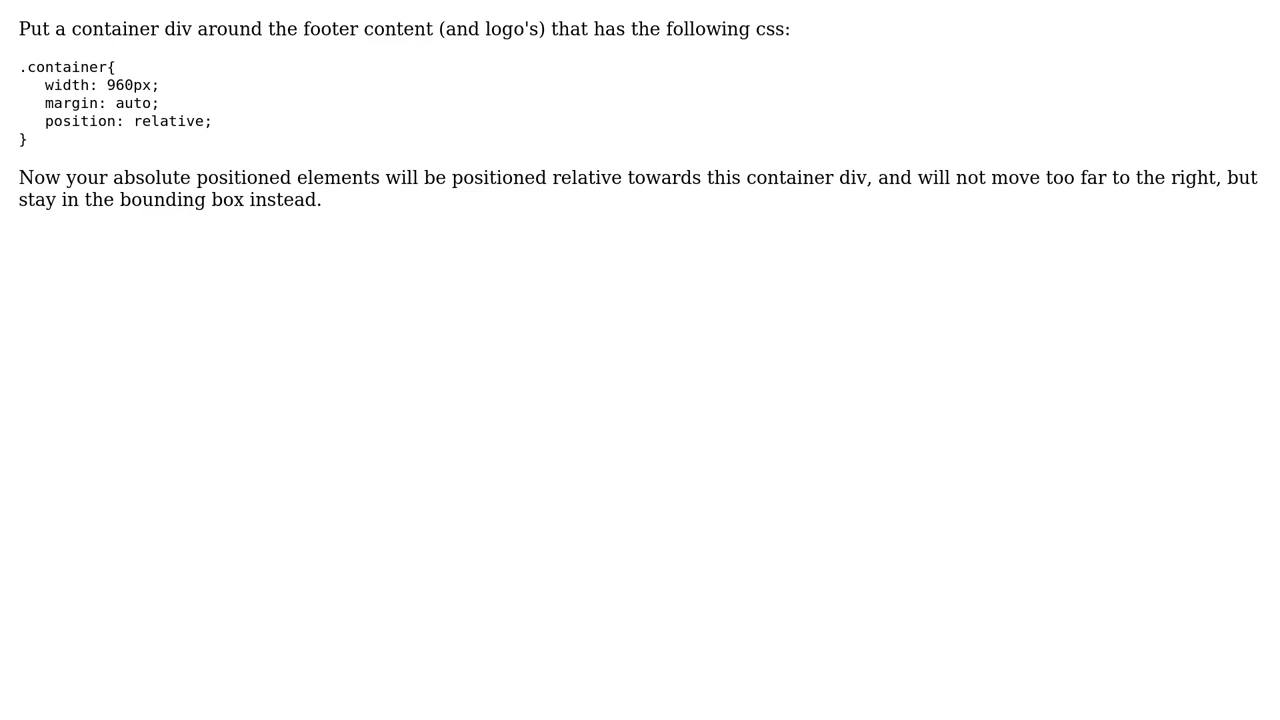 Put a container div around the footer content (and logo's) that has the following css:
.container{
   width: 960px;
   margin: auto;
   position: relative;
}
Now your absolute positioned elements will be positioned relative towards this container div, and will not move too far to the right, but
stay in the bounding box instead.